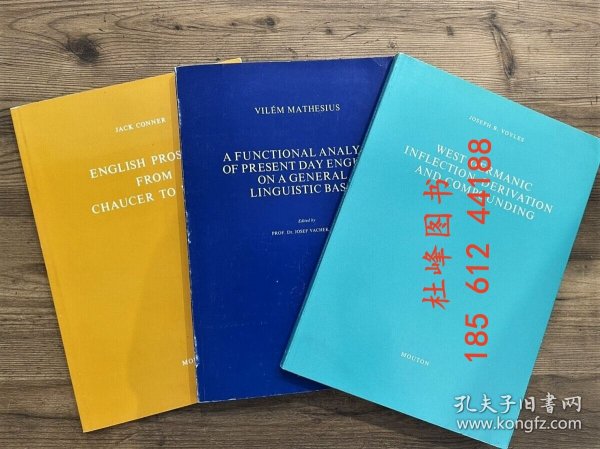 JACK CONNER
ENGLISH PROS
FROM
CHAUCER TO
MOU
VILÉM MATHESIUS
A FUNCTIONAL ANALY
OF PRESENT DAY ENGL
ON A GENERAL
LINGUISTIC BAS
Edited by
PROF. DR. JOSEF VACHEK
JOSEPH B. VOYLES
WEST GERMANIC
INFLECTION, DERIVATION
AND COMPOUNDING
MOUTON
杜峰图书
185 612 44188
孔夫子旧书网
www.kongfz.com